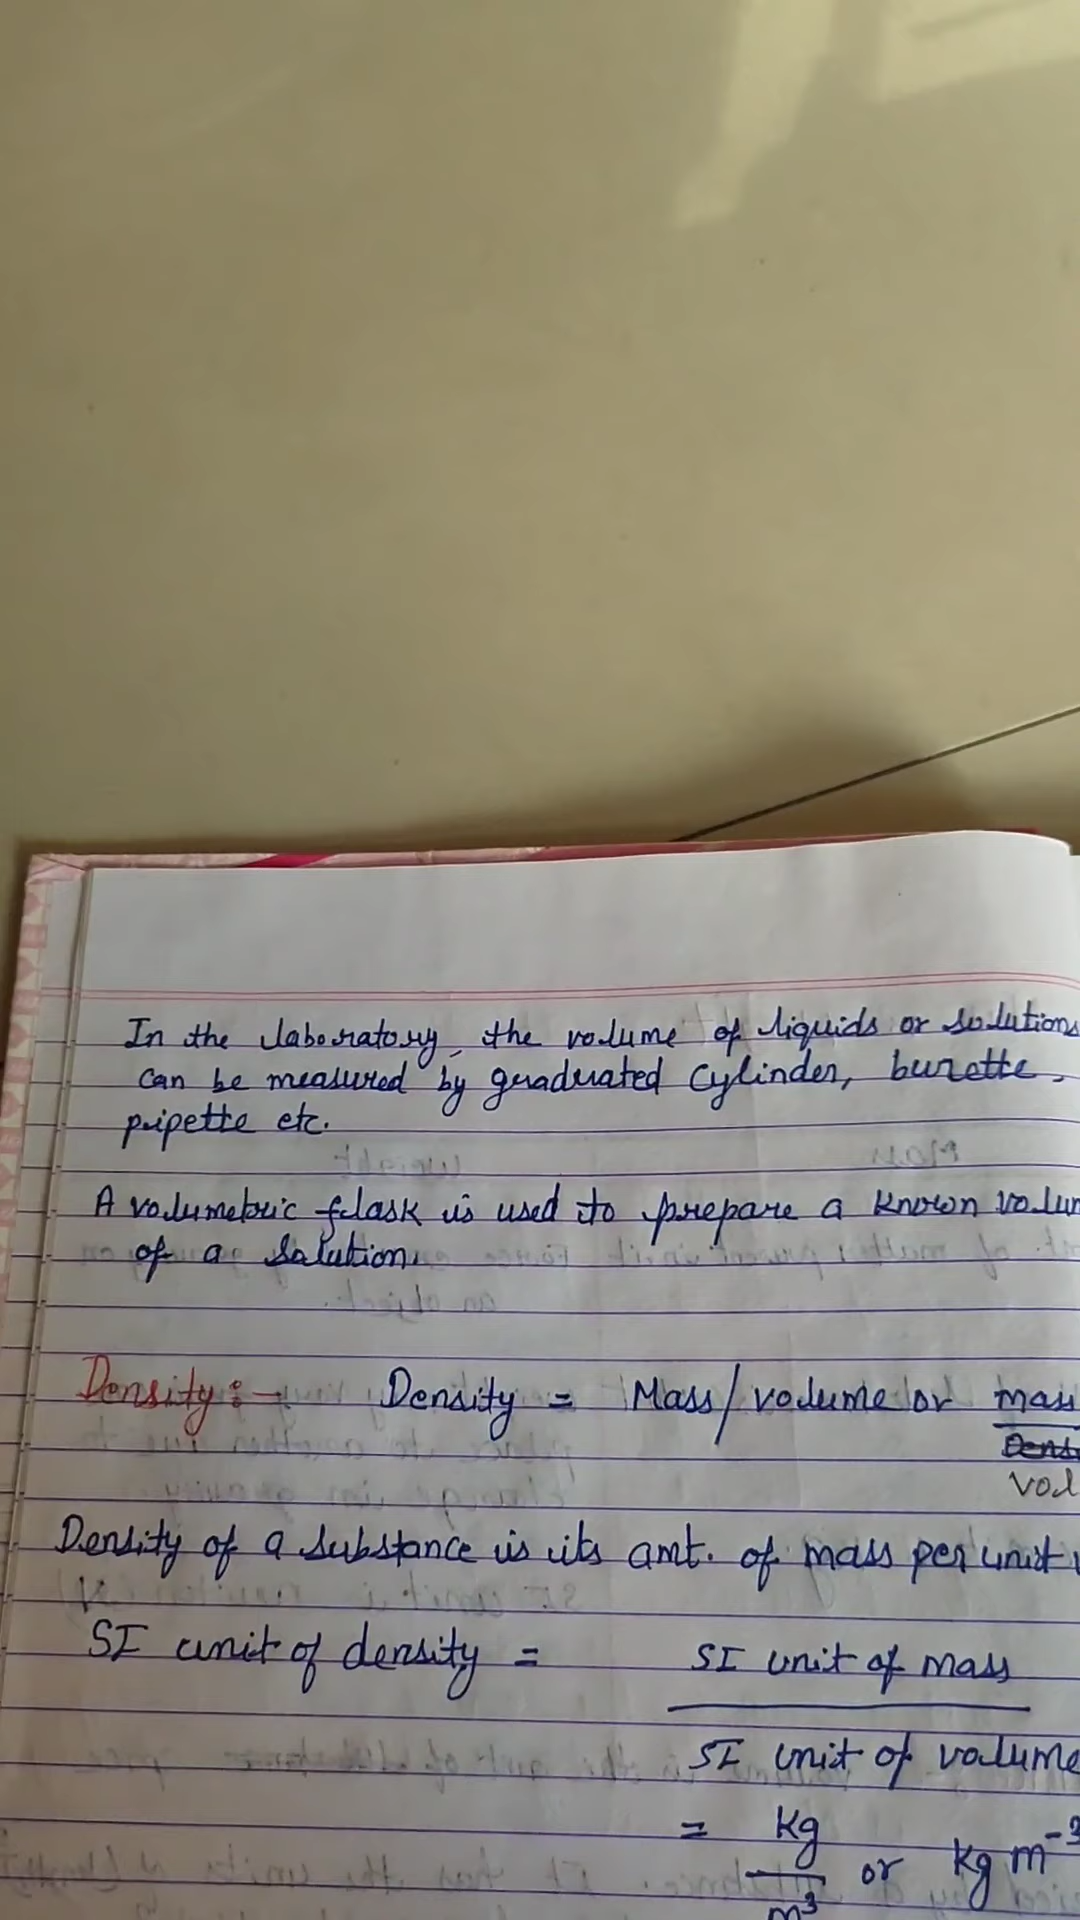 In the laboratory, the volume of liquids or solutions
can be measured by graduated cylinder, burette,
pipette etc.
A volumetric flask is used to prepare a known volum
of a solution.
Density :- Density = Mass/volume or mass
Vol
Density of a substance is its amt. of mass per unit
SI unit of density = SI unit of mass
SI unit of volume
= kg or kg m⁻³
m³